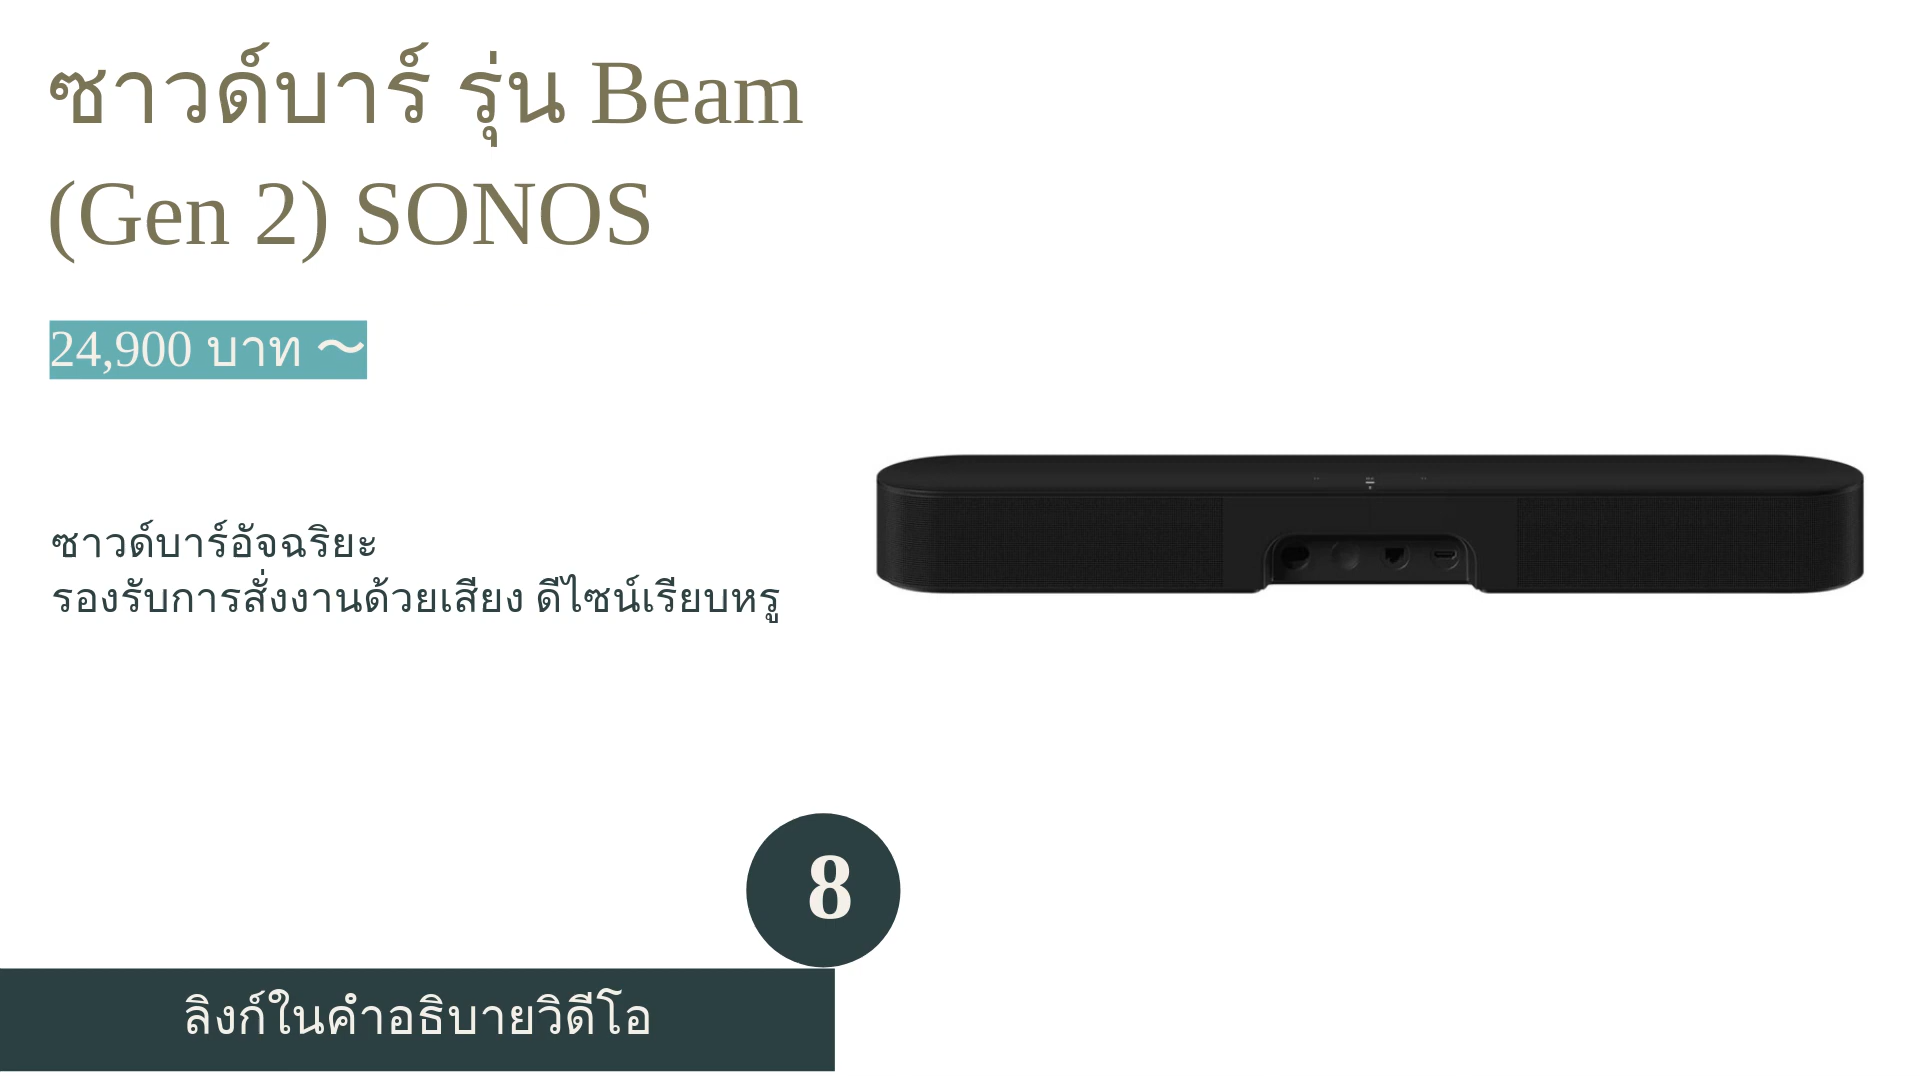 ซาวด์บาร์ รุ่น Beam
(Gen 2) SONOS
24,900 บาท 〜
ซาวด์บาร์อัจฉริยะ
รองรับการสั่งงานด้วยเสียง ดีไซน์เรียบหรู
8
ลิงก์ในคำอธิบายวิดีโอ